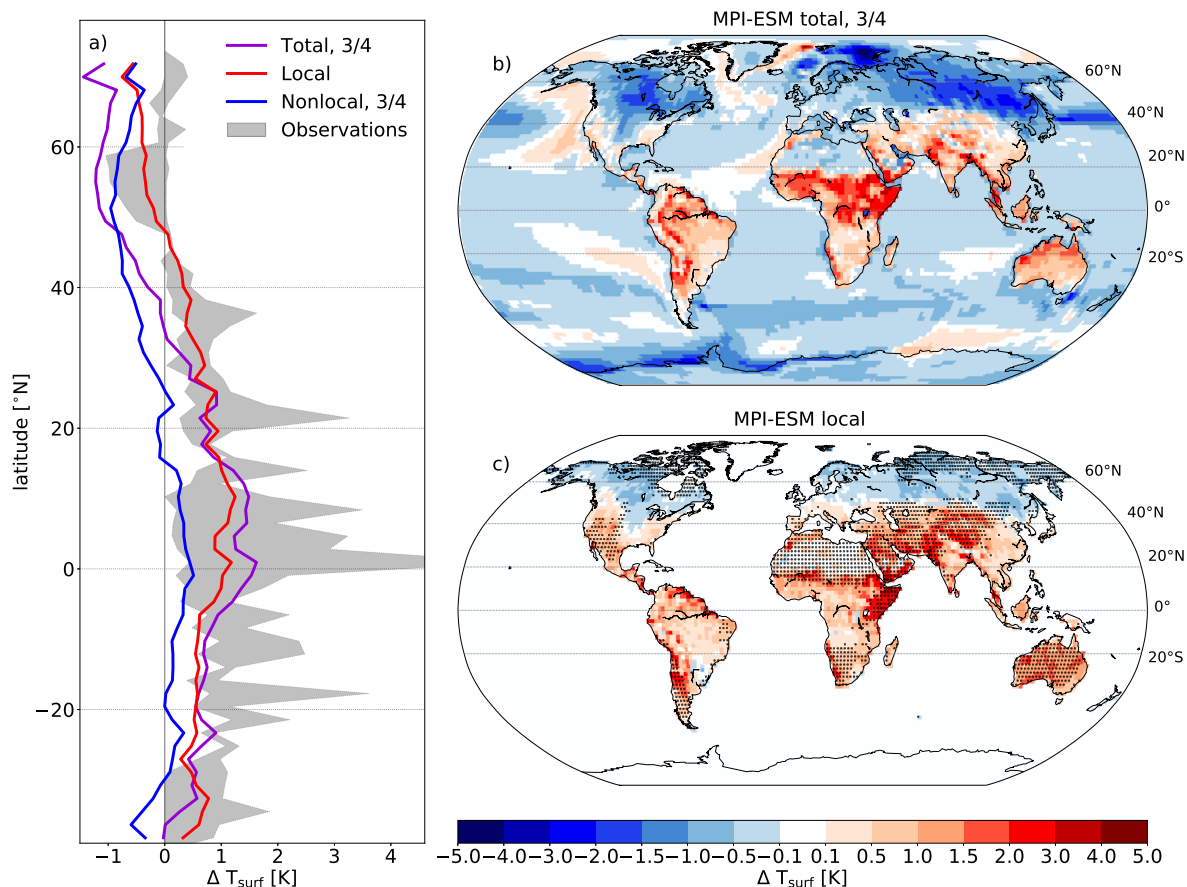 a)
Total, 3/4
Local
Nonlocal, 3/4
Observations
60
40
20
0
−20
latitude [°N]
−1 0 1 2 3 4
Δ T_surf [K]
MPI-ESM total, 3/4
b)
60°N
40°N
20°N
0°
20°S
MPI-ESM local
c)
60°N
40°N
20°N
0°
20°S
−5.0 −4.0 −3.0 −2.0 −1.5 −1.0 −0.5 −0.1 0.1 0.5 1.0 1.5 2.0 3.0 4.0 5.0
Δ T_surf [K]